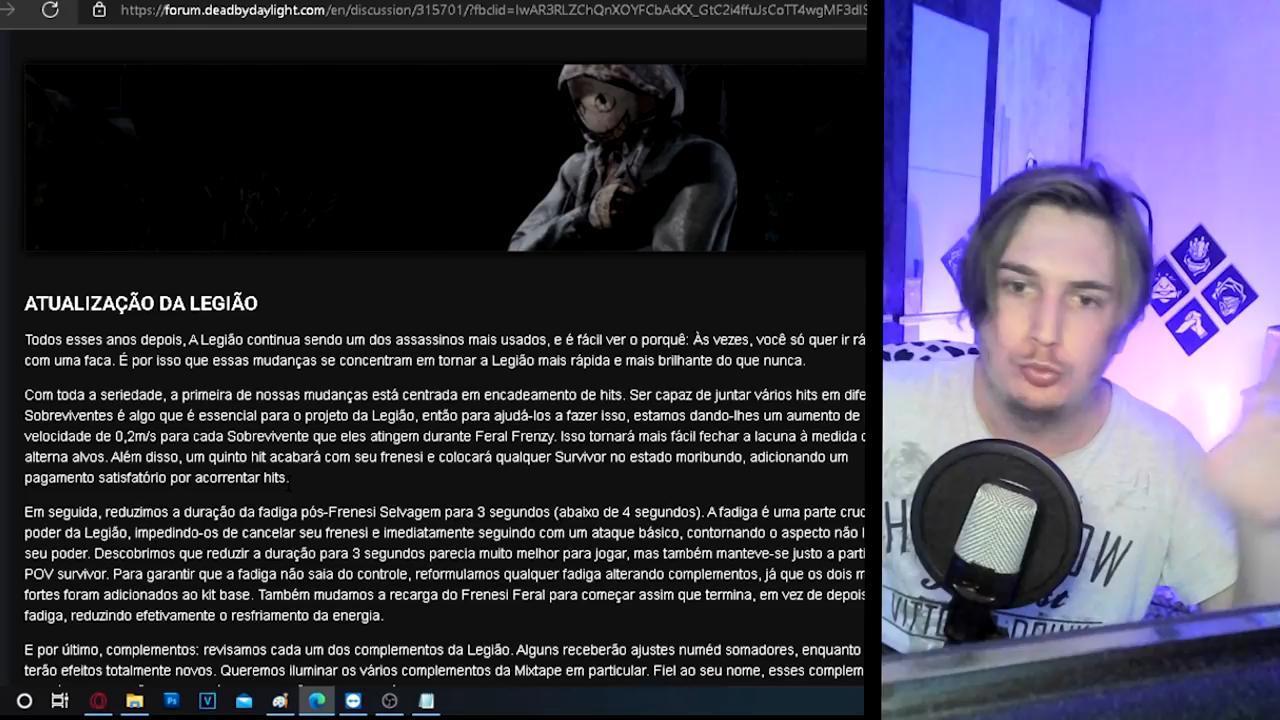 https://forum.deadbydaylight.com/en/discussion/315701/?fbclid=IwAR3RLZChQnXOYFCbAcKX_GtC2i4ffuJsCoTT4wgMF3dIS
ATUALIZAÇÃO DA LEGIÃO
Todos esses anos depois, A Legião continua sendo um dos assassinos mais usados, e é fácil ver o porquê: Às vezes, você só quer ir rá
com uma faca. É por isso que essas mudanças se concentram em tornar a Legião mais rápida e mais brilhante do que nunca.
Com toda a seriedade, a primeira de nossas mudanças está centrada em encadeamento de hits. Ser capaz de juntar vários hits em dife
Sobreviventes é algo que é essencial para o projeto da Legião, então para ajudá-los a fazer isso, estamos dando-lhes um aumento de
velocidade de 0,2m/s para cada Sobrevivente que eles atingem durante Feral Frenzy. Isso tornará mais fácil fechar a lacuna à medida
alterna alvos. Além disso, um quinto hit acabará com seu frenesi e colocará qualquer Survivor no estado moribundo, adicionando um
pagamento satisfatório por acorrentar hits.
Em seguida, reduzimos a duração da fadiga pós-Frenesi Selvagem para 3 segundos (abaixo de 4 segundos). A fadiga é uma parte cruc
poder da Legião, impedindo-os de cancelar seu frenesi e imediatamente seguindo com um ataque básico, contornando o aspecto não
seu poder. Descobrimos que reduzir a duração para 3 segundos parecia muito melhor para jogar, mas também manteve-se justo a parti
POV survivor. Para garantir que a fadiga não saia do controle, reformulamos qualquer fadiga alterando complementos, já que os dois m
fortes foram adicionados ao kit base. Também mudamos a recarga do Frenesi Feral para começar assim que termina, em vez de depois
fadiga, reduzindo efetivamente o resfriamento da energia.
E por último, complementos: revisamos cada um dos complementos da Legião. Alguns receberão ajustes numéd somadores, enquanto
terão efeitos totalmente novos. Queremos iluminar os vários complementos da Mixtape em particular. Fiel ao seu nome, esses complem
Ps
V